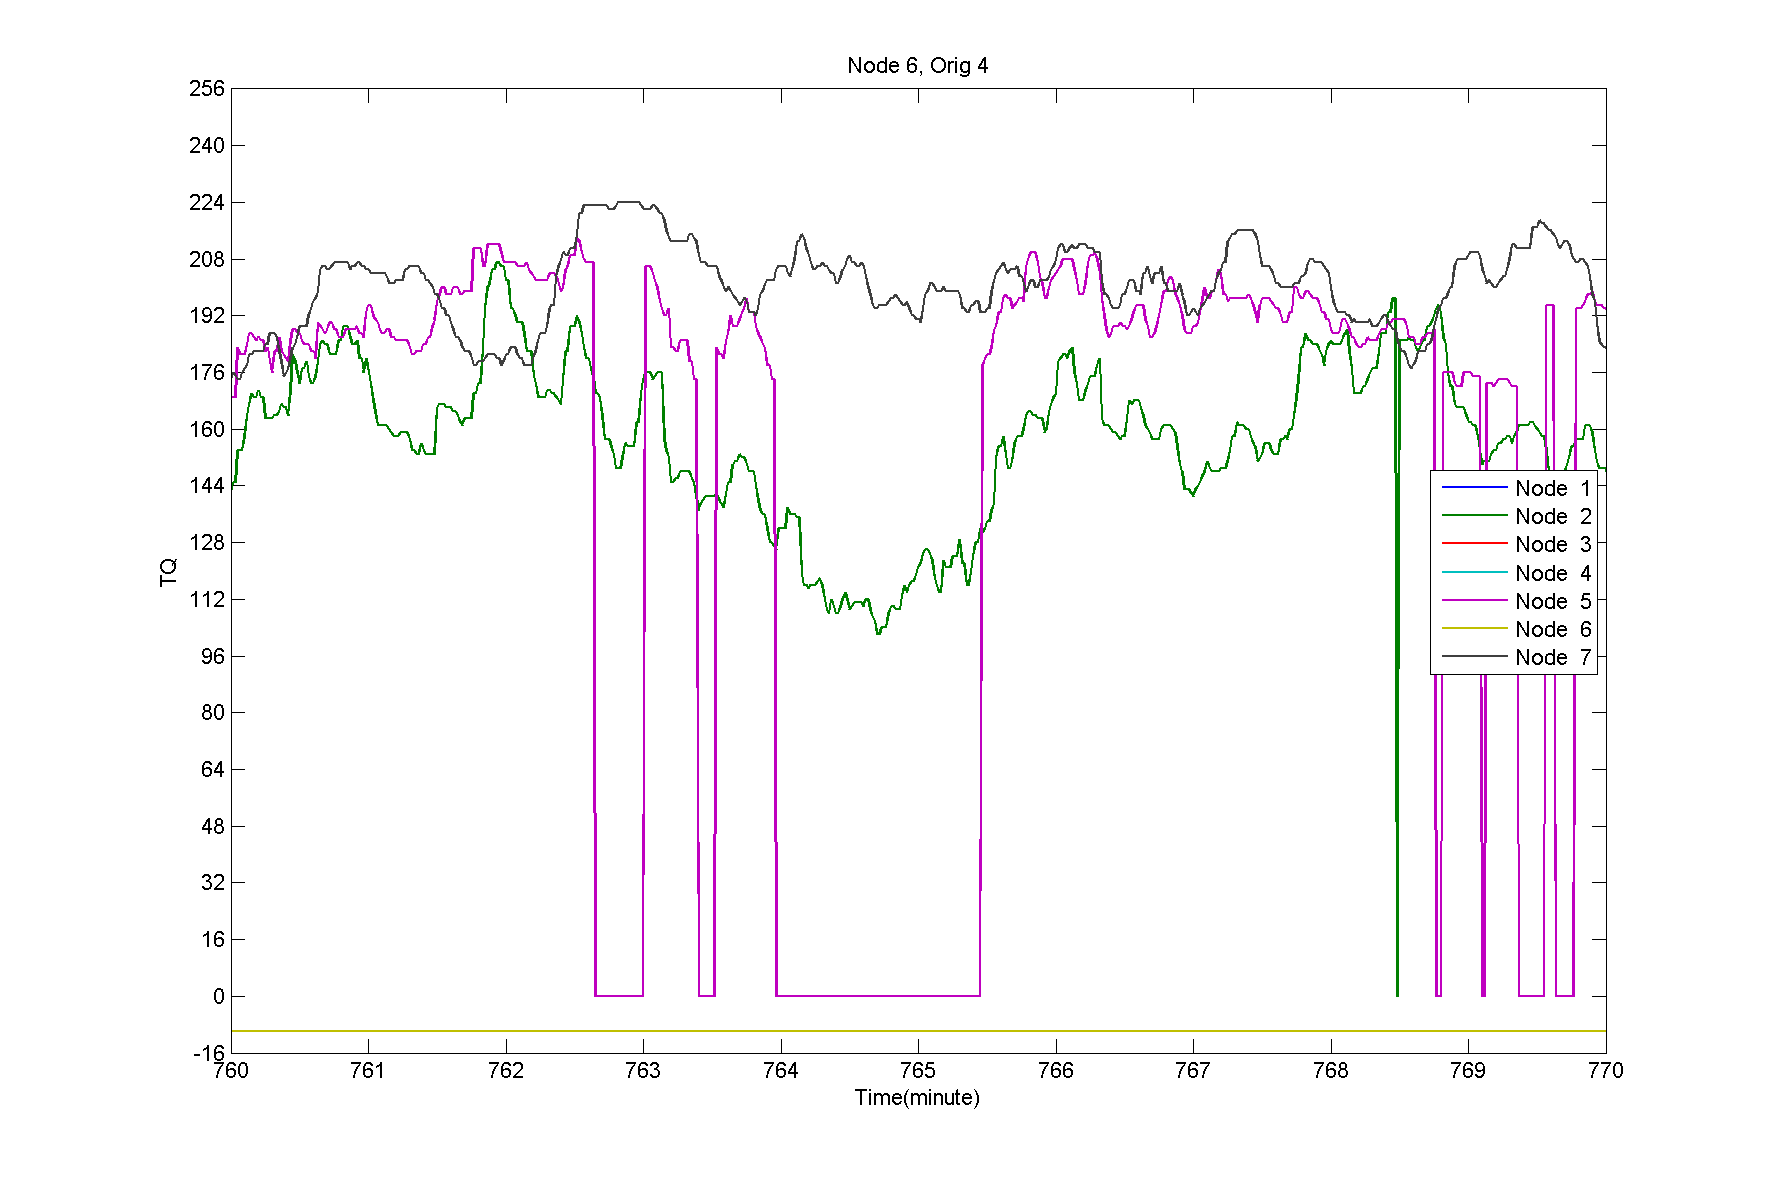 Node 6, Orig 4
256
240
224
208
192
176
160
144
128
112
96
80
64
48
32
16
0
-16
TQ
Node 1
Node 2
Node 3
Node 4
Node 5
Node 6
Node 7
760 761 762 763 764 765 766 767 768 769 770
Time(minute)